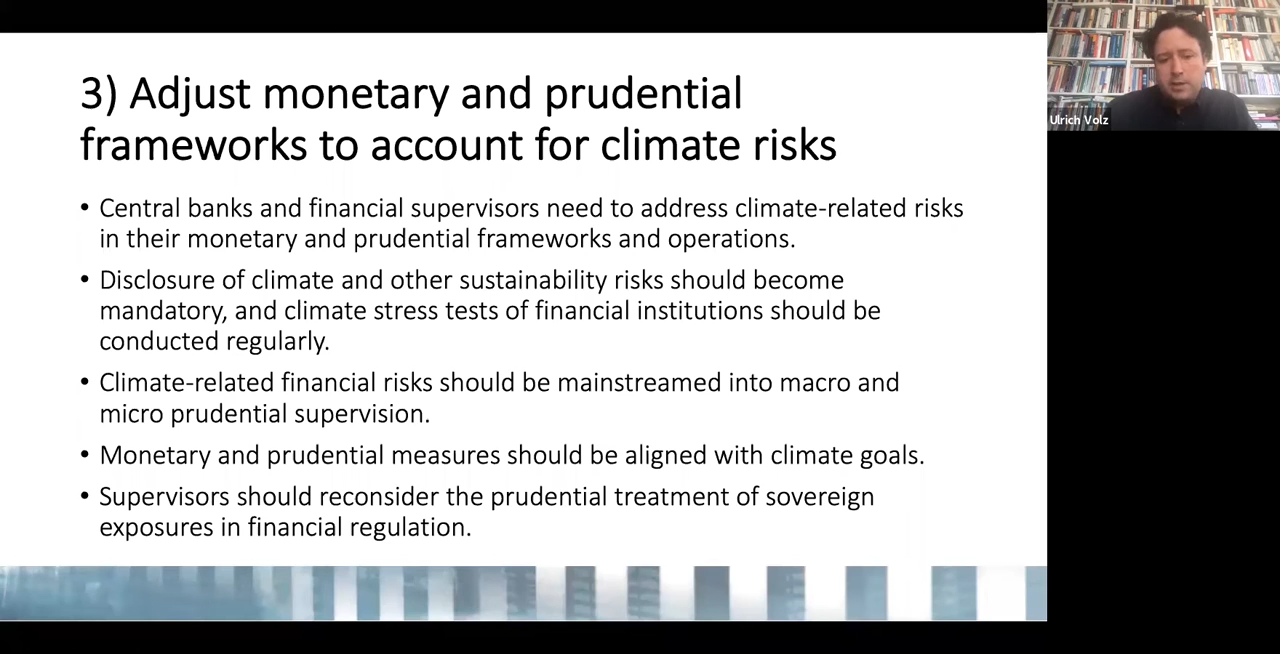 3) Adjust monetary and prudential
frameworks to account for climate risks
• Central banks and financial supervisors need to address climate-related risks
in their monetary and prudential frameworks and operations.
• Disclosure of climate and other sustainability risks should become
mandatory, and climate stress tests of financial institutions should be
conducted regularly.
• Climate-related financial risks should be mainstreamed into macro and
micro prudential supervision.
• Monetary and prudential measures should be aligned with climate goals.
• Supervisors should reconsider the prudential treatment of sovereign
exposures in financial regulation.
Ulrich Volz